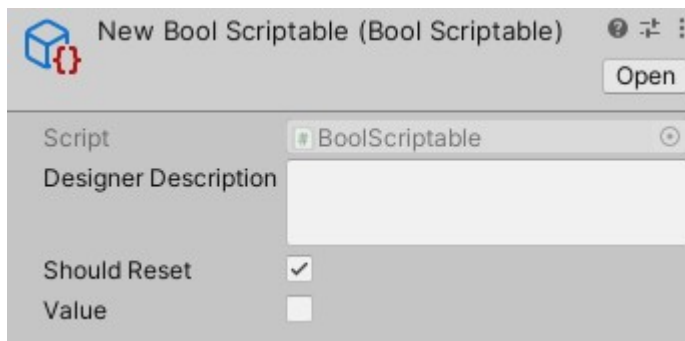 New Bool Scriptable (Bool Scriptable)
Open
Script # BoolScriptable
Designer Description
Should Reset
Value